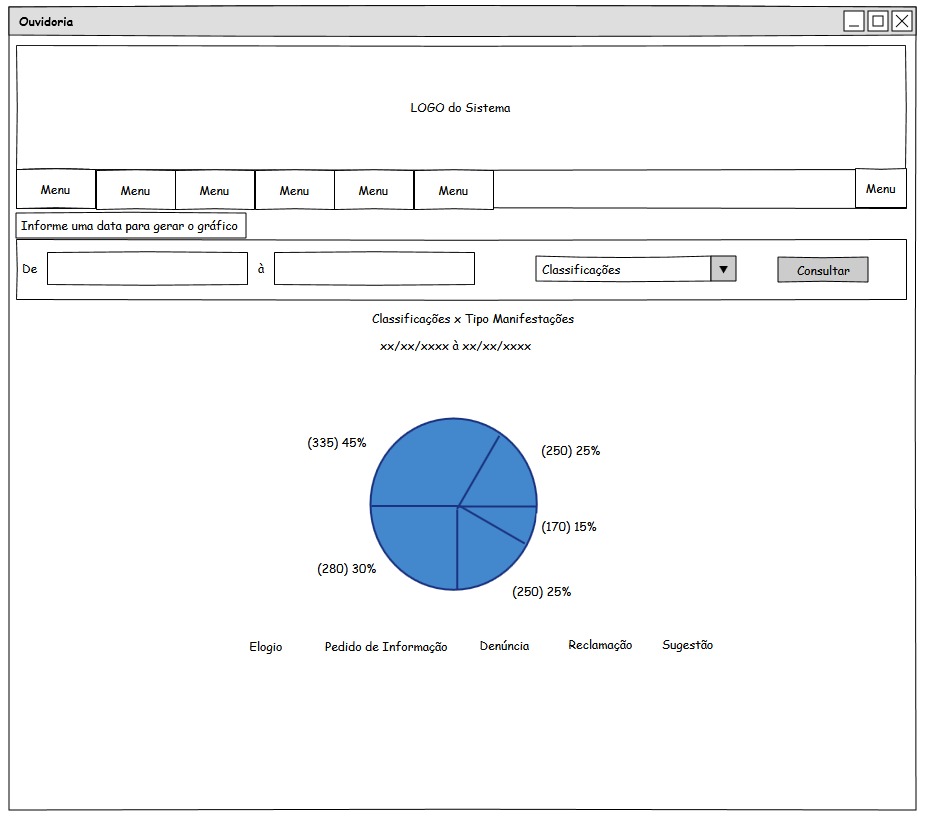 Ouvidoria
LOGO do Sistema
Menu Menu Menu Menu Menu Menu Menu
Informe uma data para gerar o gráfico
De à Classificações Consultar
Classificações x Tipo Manifestações
xx/xx/xxxx à xx/xx/xxxx
(335) 45%
(250) 25%
(170) 15%
(280) 30%
(250) 25%
Elogio Pedido de Informação Denúncia Reclamação Sugestão